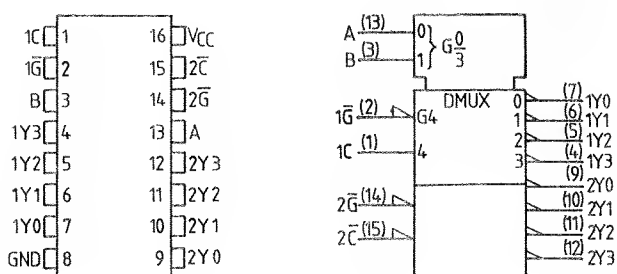 1C 1 16 VCC
1G̅ 2 15 2C̅
B 3 14 2G̅
1Y3 4 13 A
1Y2 5 12 2Y3
1Y1 6 11 2Y2
1Y0 7 10 2Y1
GND 8 9 2Y0
A (13) 0
B (3) 1
} G 0/3
DMUX
1G̅ (2) G4
1C (1) 4
2G̅ (14)
2C̅ (15)
0 (7) 1Y0
1 (6) 1Y1
2 (5) 1Y2
3 (4) 1Y3
(9) 2Y0
(10) 2Y1
(11) 2Y2
(12) 2Y3